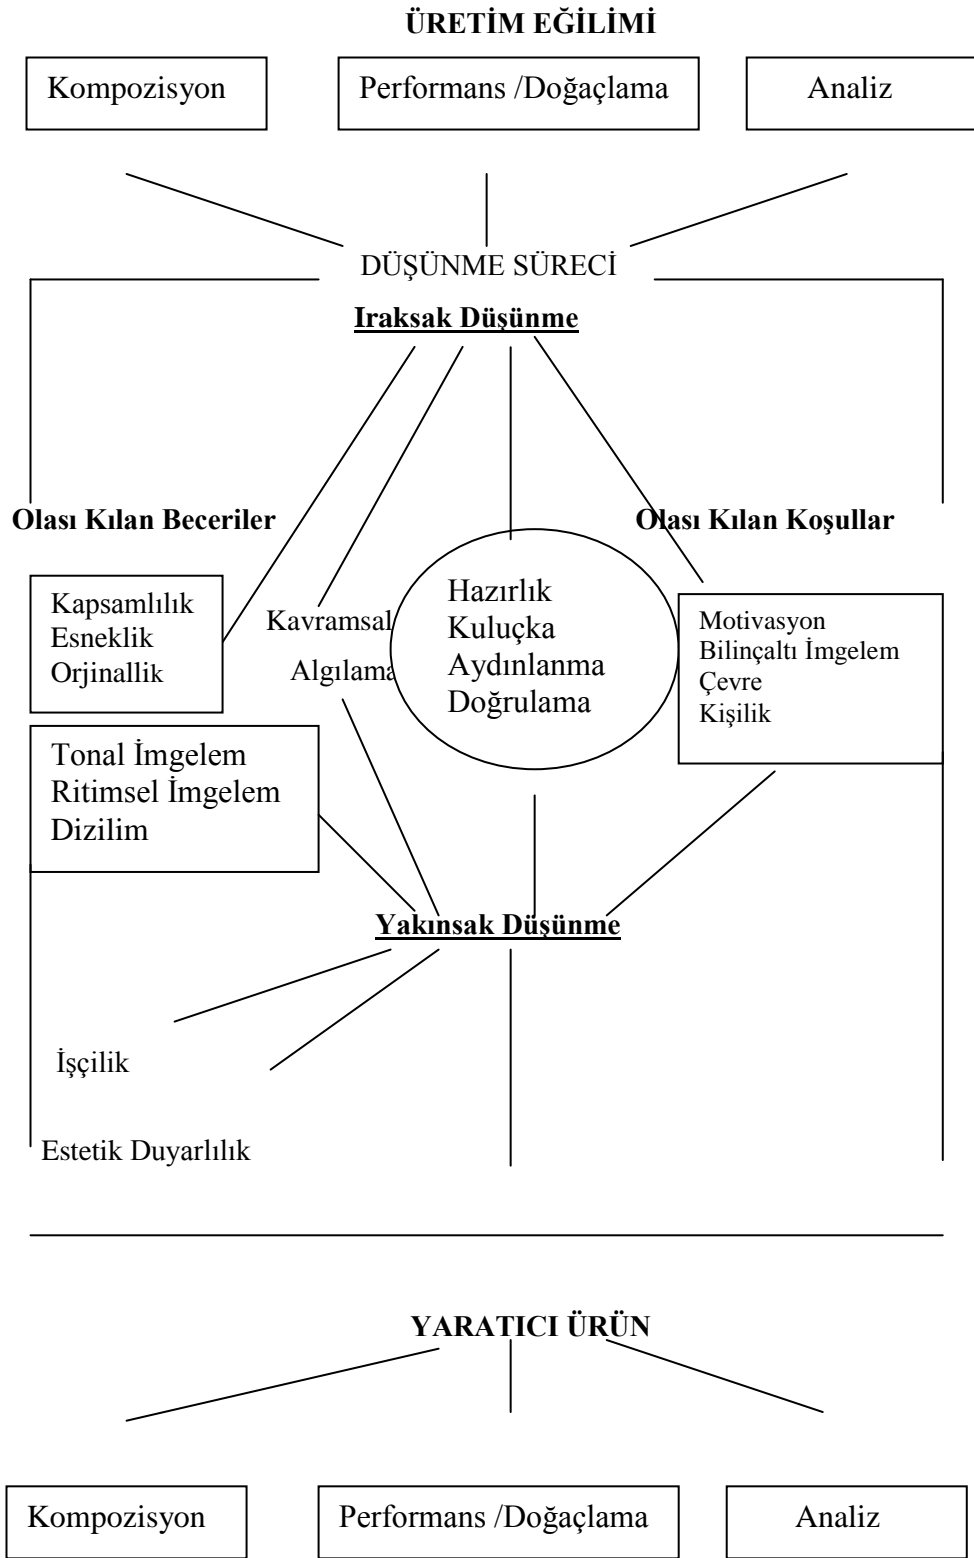 ÜRETİM EĞİLİMİ
Kompozisyon
Performans /Doğaçlama
Analiz
DÜŞÜNME SÜRECİ
Iraksak Düşünme
Olası Kılan Beceriler
Olası Kılan Koşullar
Kapsamlılık
Esneklik
Orjinallik
Kavramsal
Algılama
Hazırlık
Kuluçka
Aydınlanma
Doğrulama
Motivasyon
Bilinçaltı İmgelem
Çevre
Kişilik
Tonal İmgelem
Ritimsel İmgelem
Dizilim
Yakınsak Düşünme
İşçilik
Estetik Duyarlılık
YARATICI ÜRÜN
Kompozisyon
Performans /Doğaçlama
Analiz